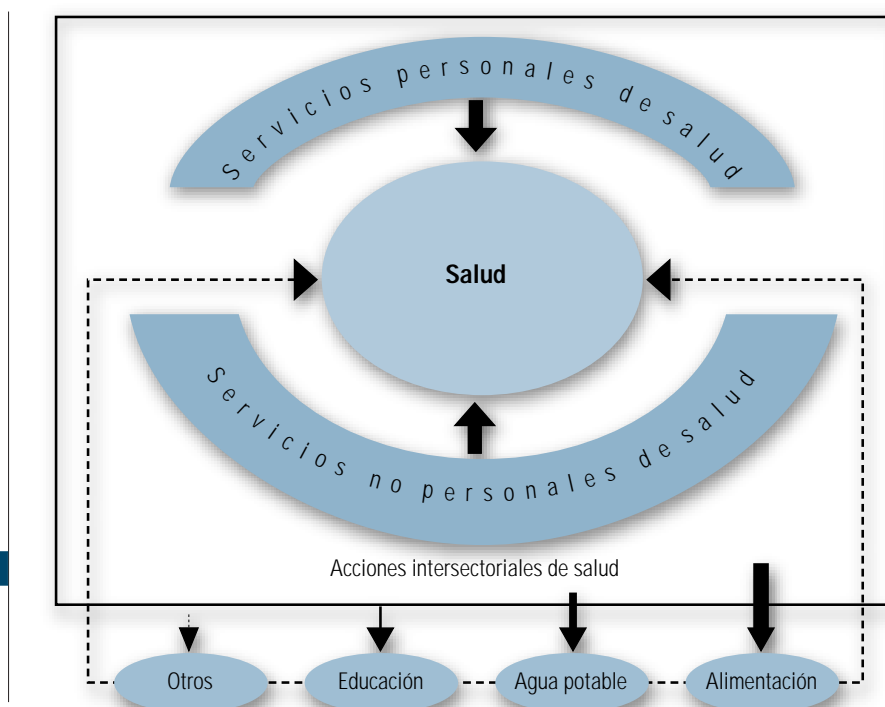 Servicios personales de salud
Salud
Servicios no personales de salud
Acciones intersectoriales de salud
Otros
Educación
Agua potable
Alimentación